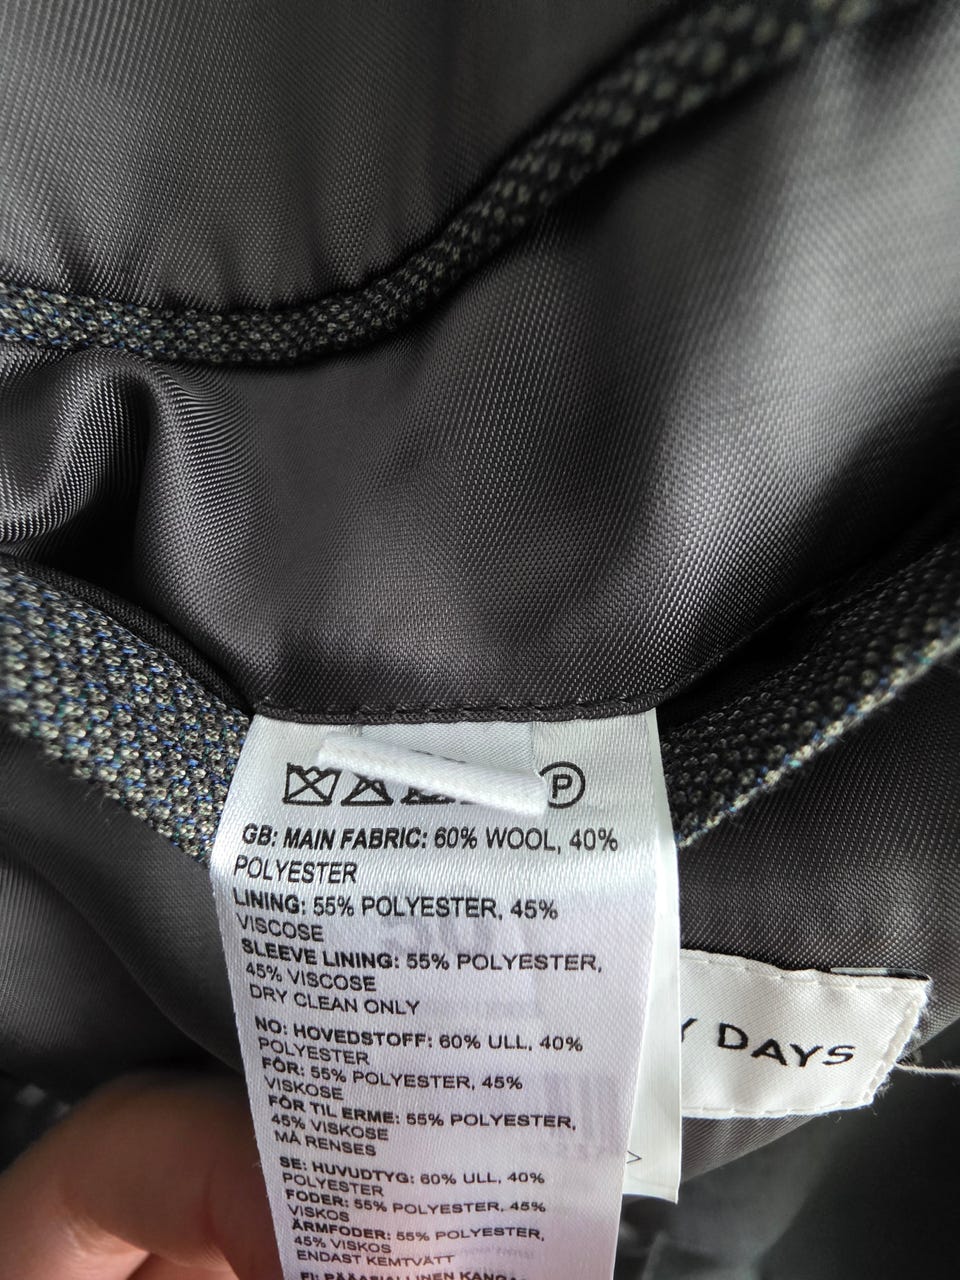 P
GB: MAIN FABRIC: 60% WOOL, 40%
POLYESTER
LINING: 55% POLYESTER, 45%
VISCOSE
SLEEVE LINING: 55% POLYESTER,
45% VISCOSE
DRY CLEAN ONLY
NO: HOVEDSTOFF: 60% ULL, 40%
POLYESTER
FÔR: 55% POLYESTER, 45%
VISKOSE
FÔR TIL ERME: 55% POLYESTER,
45% VISKOSE
MÅ RENSES
SE: HUVUDTYG: 60% ULL, 40%
POLYESTER
FODER: 55% POLYESTER, 45%
VISKOS
ÄRMFODER: 55% POLYESTER,
45% VISKOS
ENDAST KEMTVÄTT
FI: PÄÄASIALLINEN KANGA
Y DAYS